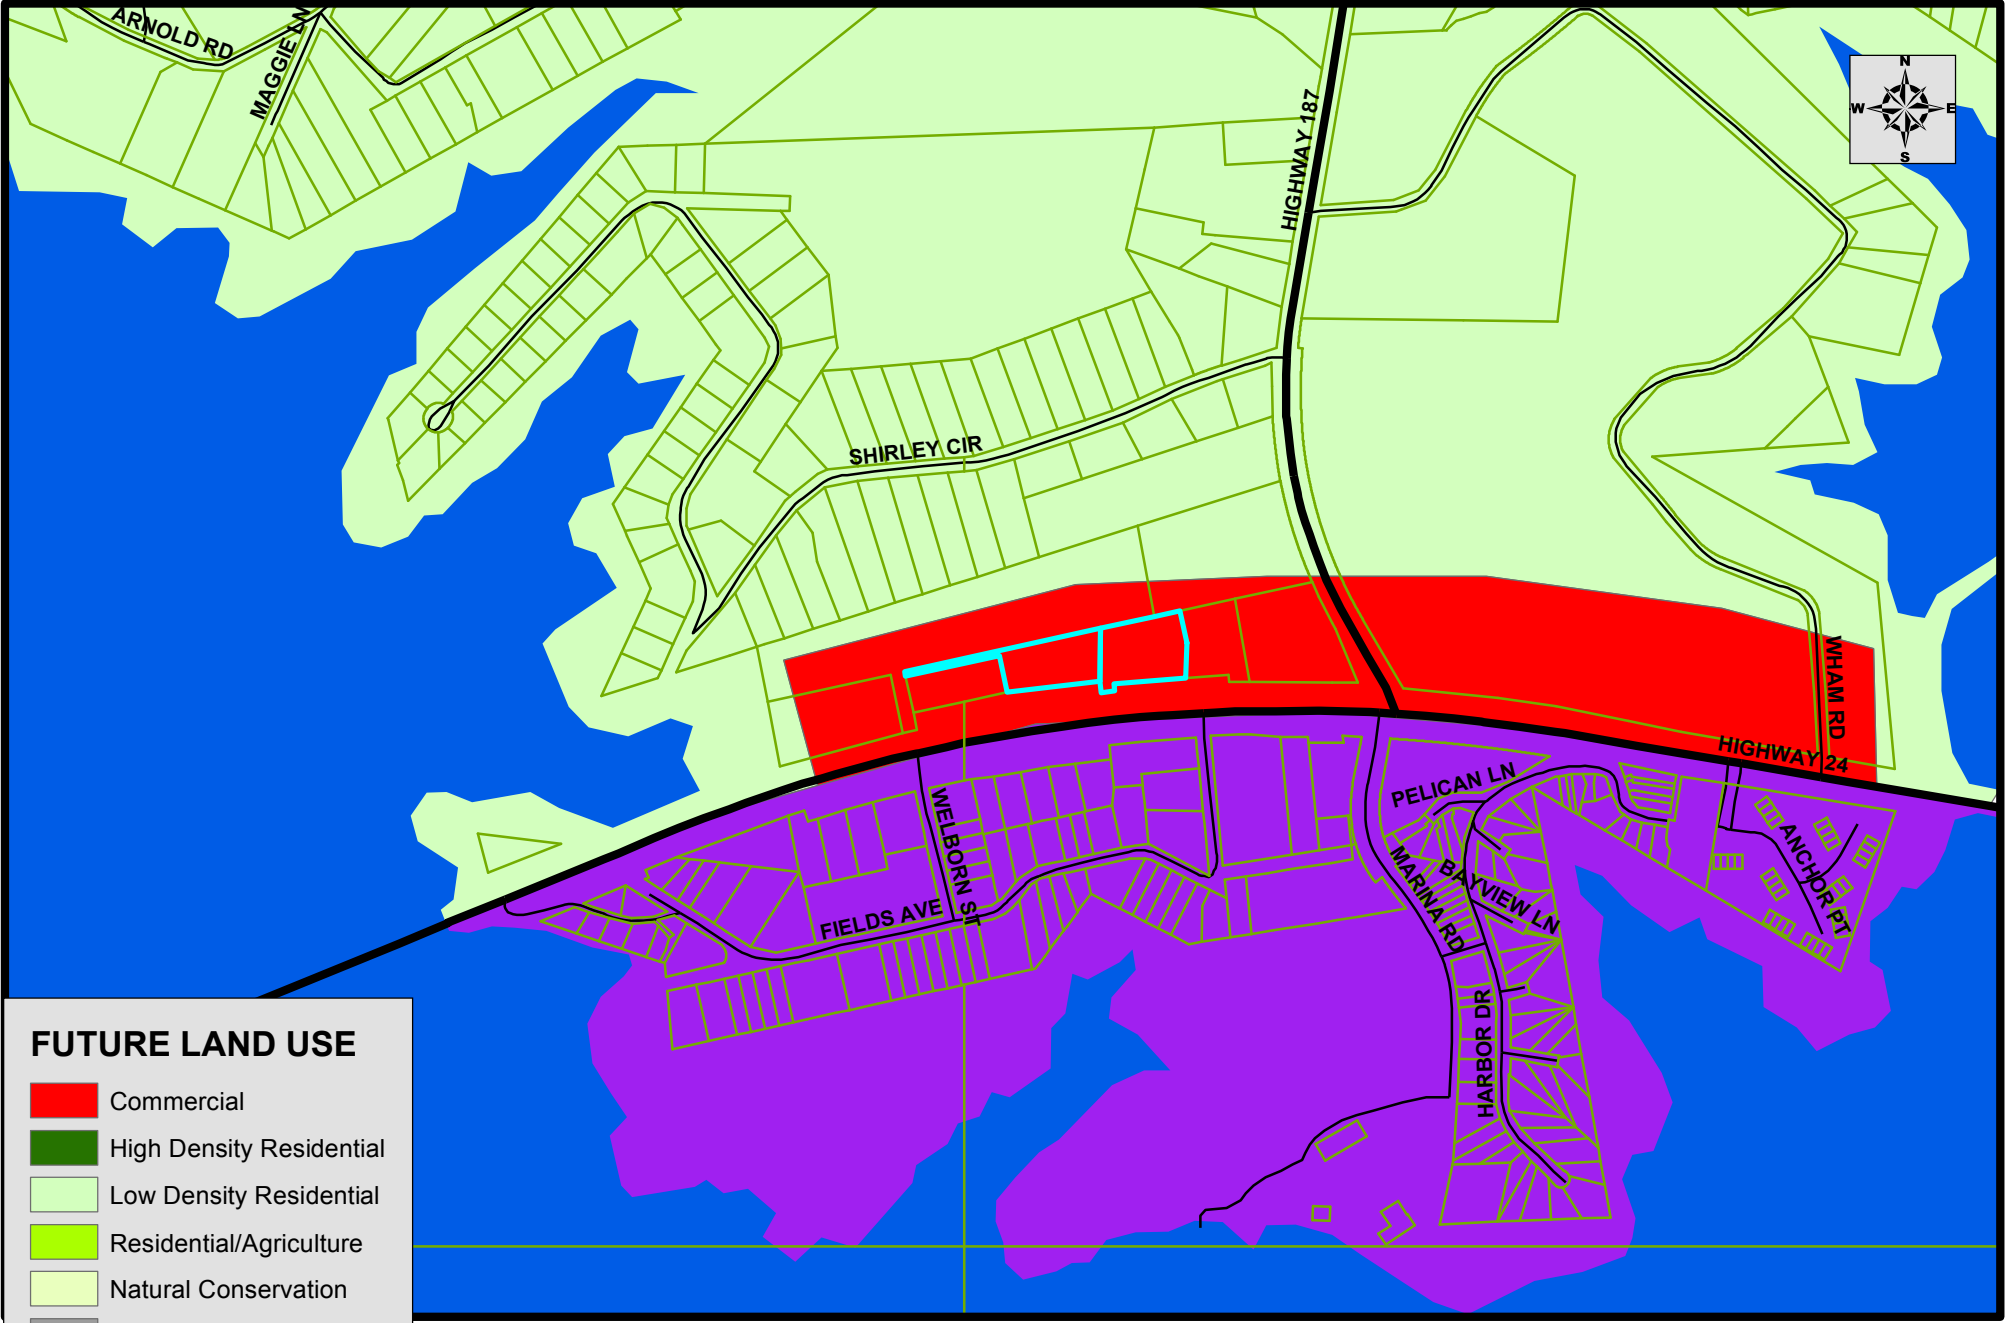 ARNOLD RD
MAGGIE LN
HIGHWAY 187
N
W
E
S
SHIRLEY CIR
WHAM RD
HIGHWAY 24
PELICAN LN
WELBORN ST
MARINA RD
BAYVIEW LN
ANCHOR PT
FIELDS AVE
HARBOR DR
FUTURE LAND USE
Commercial
High Density Residential
Low Density Residential
Residential/Agriculture
Natural Conservation